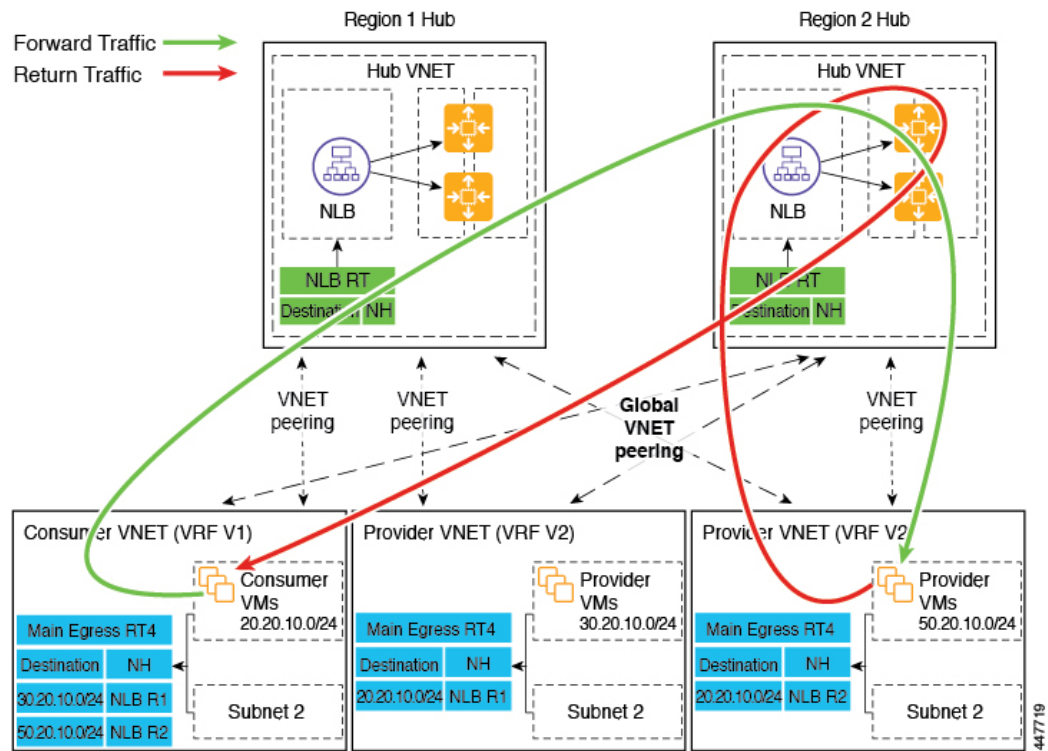 Region 1 Hub
Region 2 Hub
Forward Traffic
Return Traffic
Hub VNET
NLB
NLB RT
Destination NH
Hub VNET
NLB
NLB RT
Destination NH
VNET
peering
VNET
peering
Global
VNET
peering
VNET
peering
Consumer VNET (VRF V1)
Consumer
VMs
20.20.10.0/24
Main Egress RT4
Destination NH
30.20.10.0/24 NLB R1
50.20.10.0/24 NLB R2
Subnet 2
Provider VNET (VRF V2)
Provider
VMs
30.20.10.0/24
Main Egress RT4
Destination NH
20.20.10.0/24 NLB R1
Subnet 2
Provider VNET (VRF V2
Provider
VMs
50.20.10.0/24
Main Egress RT4
Destination NH
20.20.10.0/24 NLB R2
Subnet 2
447719